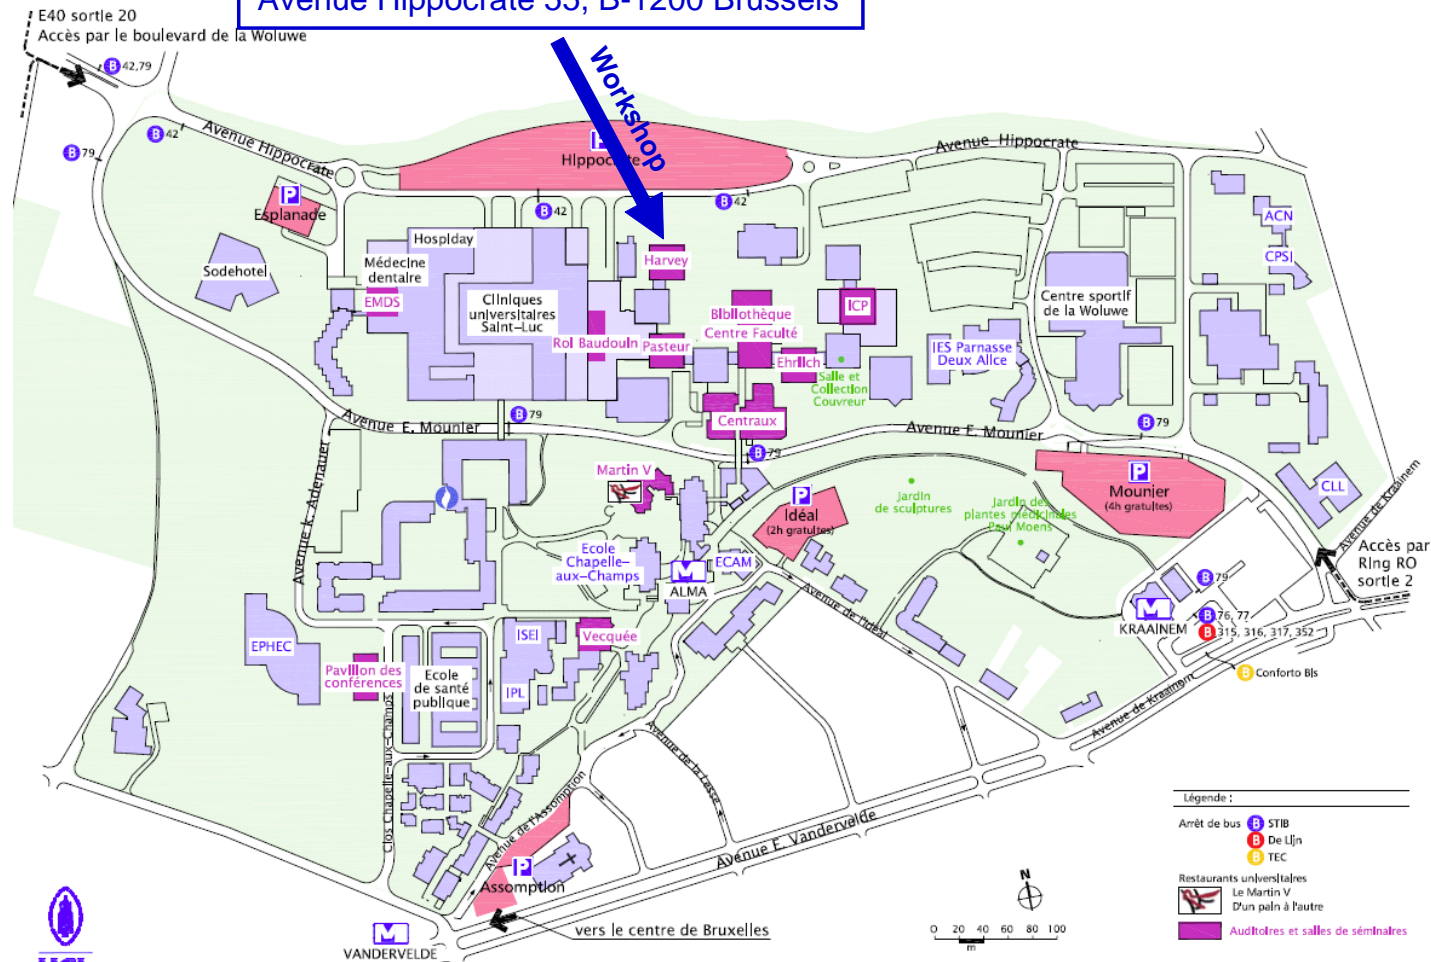 Avenue Hippocrate 55, B-1200 Brussels
E40 sortie 20
Accès par le boulevard de la Woluwe
Workshop
B 42,79
B 42
B 79
Avenue Hippocrate
P
Hippocrate
Avenue Hippocrate
P
Esplanade
B 42
B 42
ACN
CPSI
Sodehotel
Hospiday
Médecine
dentaire
EMDS
Cliniques
universitaires
Saint-Luc
Roi Baudouin
Harvey
Pasteur
Bibliothèque
Centre Faculté
Ehrlich
ICP
Salle et
Collection
Couvreur
IES Parnasse
Deux Alice
Centre sportif
de la Woluwe
Centraux
B 79
Avenue E. Mounier
B 79
Avenue E. Mounier
B 79
Avenue K. Adenauer
Martin V
P
Idéal
(2h gratuites)
Jardin
de sculptures
Jardin des
plantes médicinales
Paul Moens
P
Mounier
(4h gratuites)
CLL
Avenue de Kraainem
Accès par
Ring RO
sortie 2
Ecole
Chapelle-
aux-Champs
M
ALMA
ECAM
Avenue de l'Idéal
B 79
M
KRAAINEM
B 76, 77
B 315, 316, 317, 352
B Conforto Bis
Avenue de Kraainem
EPHEC
Pavillon des
conférences
Ecole
de santé
publique
ISEI
IPL
Vecquée
Clos Chapelle-aux-Champs
Avenue de la Lesse
Avenue de l'Assomption
P
Assomption
Avenue E. Vandervelde
vers le centre de Bruxelles
M
VANDERVELDE
UCL
N
0 20 40 60 80 100
m
Légende :
Arrêt de bus B STIB
B De Lijn
B TEC
Restaurants universitaires
Le Martin V
D'un pain à l'autre
Auditoires et salles de séminaires